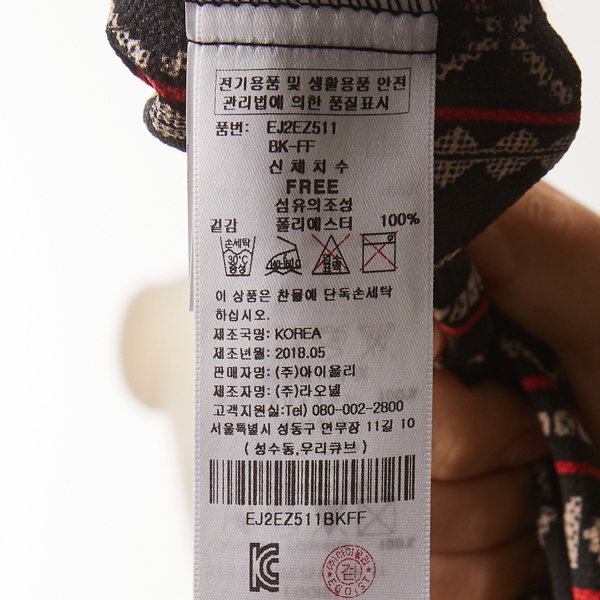 전기용품 및 생활용품 안전
관리법에 의한 품질표시
품번: EJ2EZ511
BK-FF
신체치수
FREE
섬유의조성
겉감 폴리에스터 100%
손세탁
30°C
중성
이 상품은 찬물에 단독손세탁
하십시오.
제조국명: KOREA
제조년월: 2018.05
판매자명: (주)아이올리
제조자명: (주)라오넬
고객지원실:Tel) 080-002-2800
서울특별시 성동구 연무장 11길 10
(성수동,우리큐브)
EJ2EZ511BKFF
(주)아이올리
EGOIST